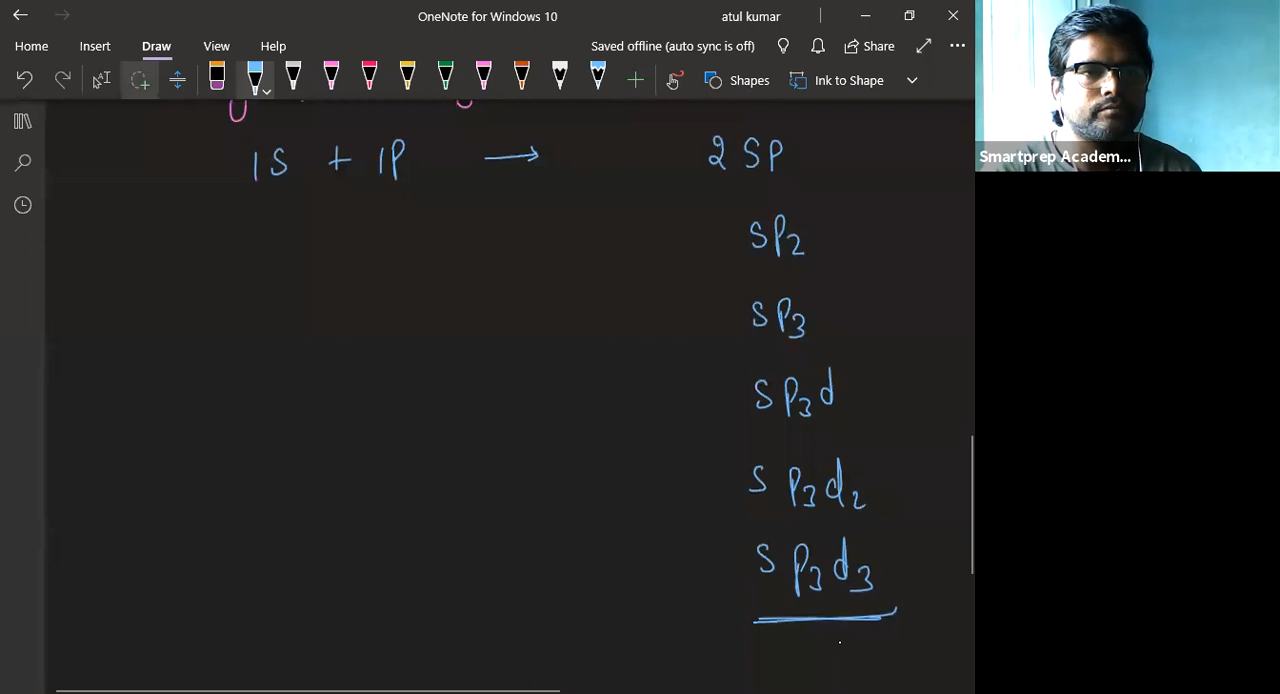 OneNote for Windows 10
atul kumar
Home Insert Draw View Help
Saved offline (auto sync is off)
Share
Shapes
Ink to Shape
Smartprep Academ...
1S + 1P → 2 SP
SP2
SP3
SP3d
SP3d2
SP3d3